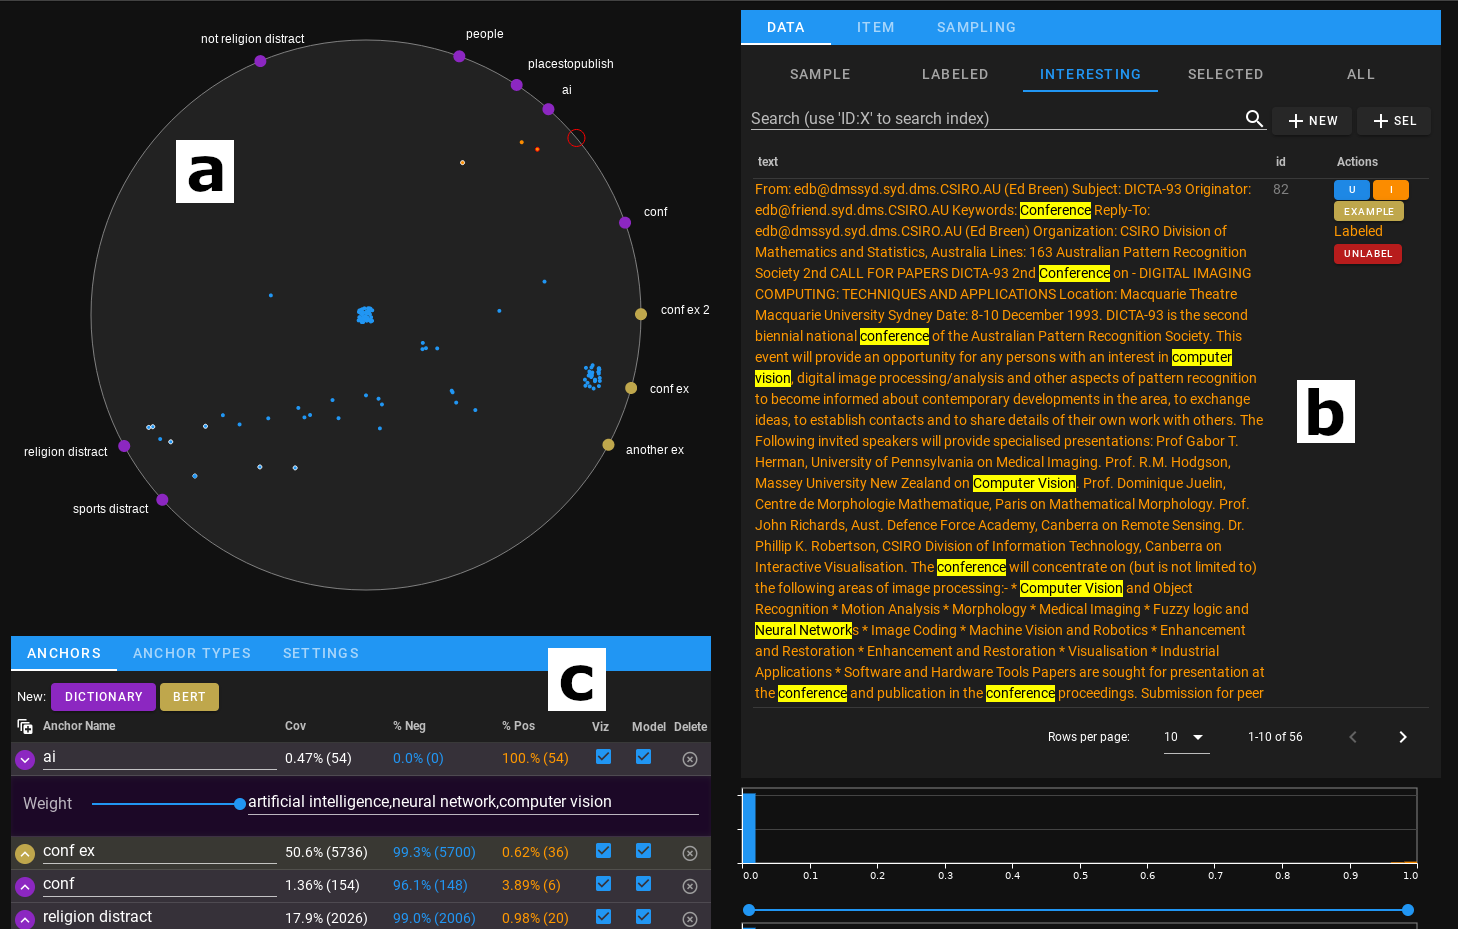 not religion distract
people
placestopublish
ai
a
conf
conf ex 2
conf ex
religion distract
another ex
sports distract
ANCHORS ANCHOR TYPES SETTINGS
c
New: DICTIONARY BERT
Anchor Name Cov % Neg % Pos Viz Model Delete
ai 0.47% (54) 0.0% (0) 100.% (54)
Weight artificial intelligence,neural network,computer vision
conf ex 50.6% (5736) 99.3% (5700) 0.62% (36)
conf 1.36% (154) 96.1% (148) 3.89% (6)
religion distract 17.9% (2026) 99.0% (2006) 0.98% (20)
DATA ITEM SAMPLING
SAMPLE LABELED INTERESTING SELECTED ALL
Search (use 'ID:X' to search index) + NEW + SEL
text id Actions
From: edb@dmssyd.syd.dms.CSIRO.AU (Ed Breen) Subject: DICTA-93 Originator: 82 U I
edb@friend.syd.dms.CSIRO.AU Keywords: Conference Reply-To: EXAMPLE
edb@dmssyd.syd.dms.CSIRO.AU (Ed Breen) Organization: CSIRO Division of Labeled
Mathematics and Statistics, Australia Lines: 163 Australian Pattern Recognition UNLABEL
Society 2nd CALL FOR PAPERS DICTA-93 2nd Conference on - DIGITAL IMAGING
COMPUTING: TECHNIQUES AND APPLICATIONS Location: Macquarie Theatre
Macquarie University Sydney Date: 8-10 December 1993. DICTA-93 is the second
biennial national conference of the Australian Pattern Recognition Society. This
event will provide an opportunity for any persons with an interest in computer
vision, digital image processing/analysis and other aspects of pattern recognition
to become informed about contemporary developments in the area, to exchange
ideas, to establish contacts and to share details of their own work with others. The
Following invited speakers will provide specialised presentations: Prof Gabor T.
Herman, University of Pennsylvania on Medical Imaging. Prof. R.M. Hodgson,
Massey University New Zealand on Computer Vision. Prof. Dominique Juelin,
Centre de Morphologie Mathematique, Paris on Mathematical Morphology. Prof.
John Richards, Aust. Defence Force Academy, Canberra on Remote Sensing. Dr.
Phillip K. Robertson, CSIRO Division of Information Technology, Canberra on
Interactive Visualisation. The conference will concentrate on (but is not limited to)
the following areas of image processing:- * Computer Vision and Object
Recognition * Motion Analysis * Morphology * Medical Imaging * Fuzzy logic and
Neural Networks * Image Coding * Machine Vision and Robotics * Enhancement
and Restoration * Enhancement and Restoration * Visualisation * Industrial
Applications * Software and Hardware Tools Papers are sought for presentation at
the conference and publication in the conference proceedings. Submission for peer
b
Rows per page: 10 1-10 of 56
0.0 0.1 0.2 0.3 0.4 0.5 0.6 0.7 0.8 0.9 1.0